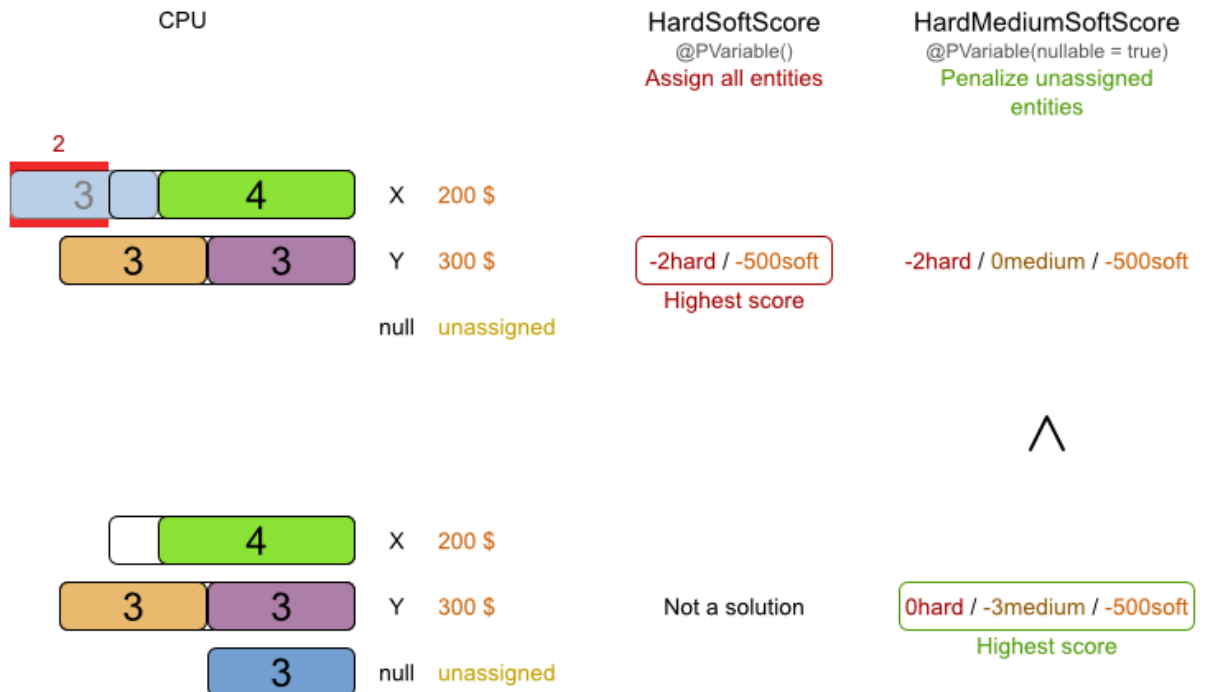 CPU
HardSoftScore
HardMediumSoftScore
@PVariable()
@PVariable(nullable = true)
Assign all entities
Penalize unassigned
entities
2
3
4
X
200 $
3
3
Y
300 $
-2hard / -500soft
-2hard / 0medium / -500soft
Highest score
null
unassigned
4
X
200 $
3
3
Y
300 $
Not a solution
0hard / -3medium / -500soft
Highest score
3
null
unassigned